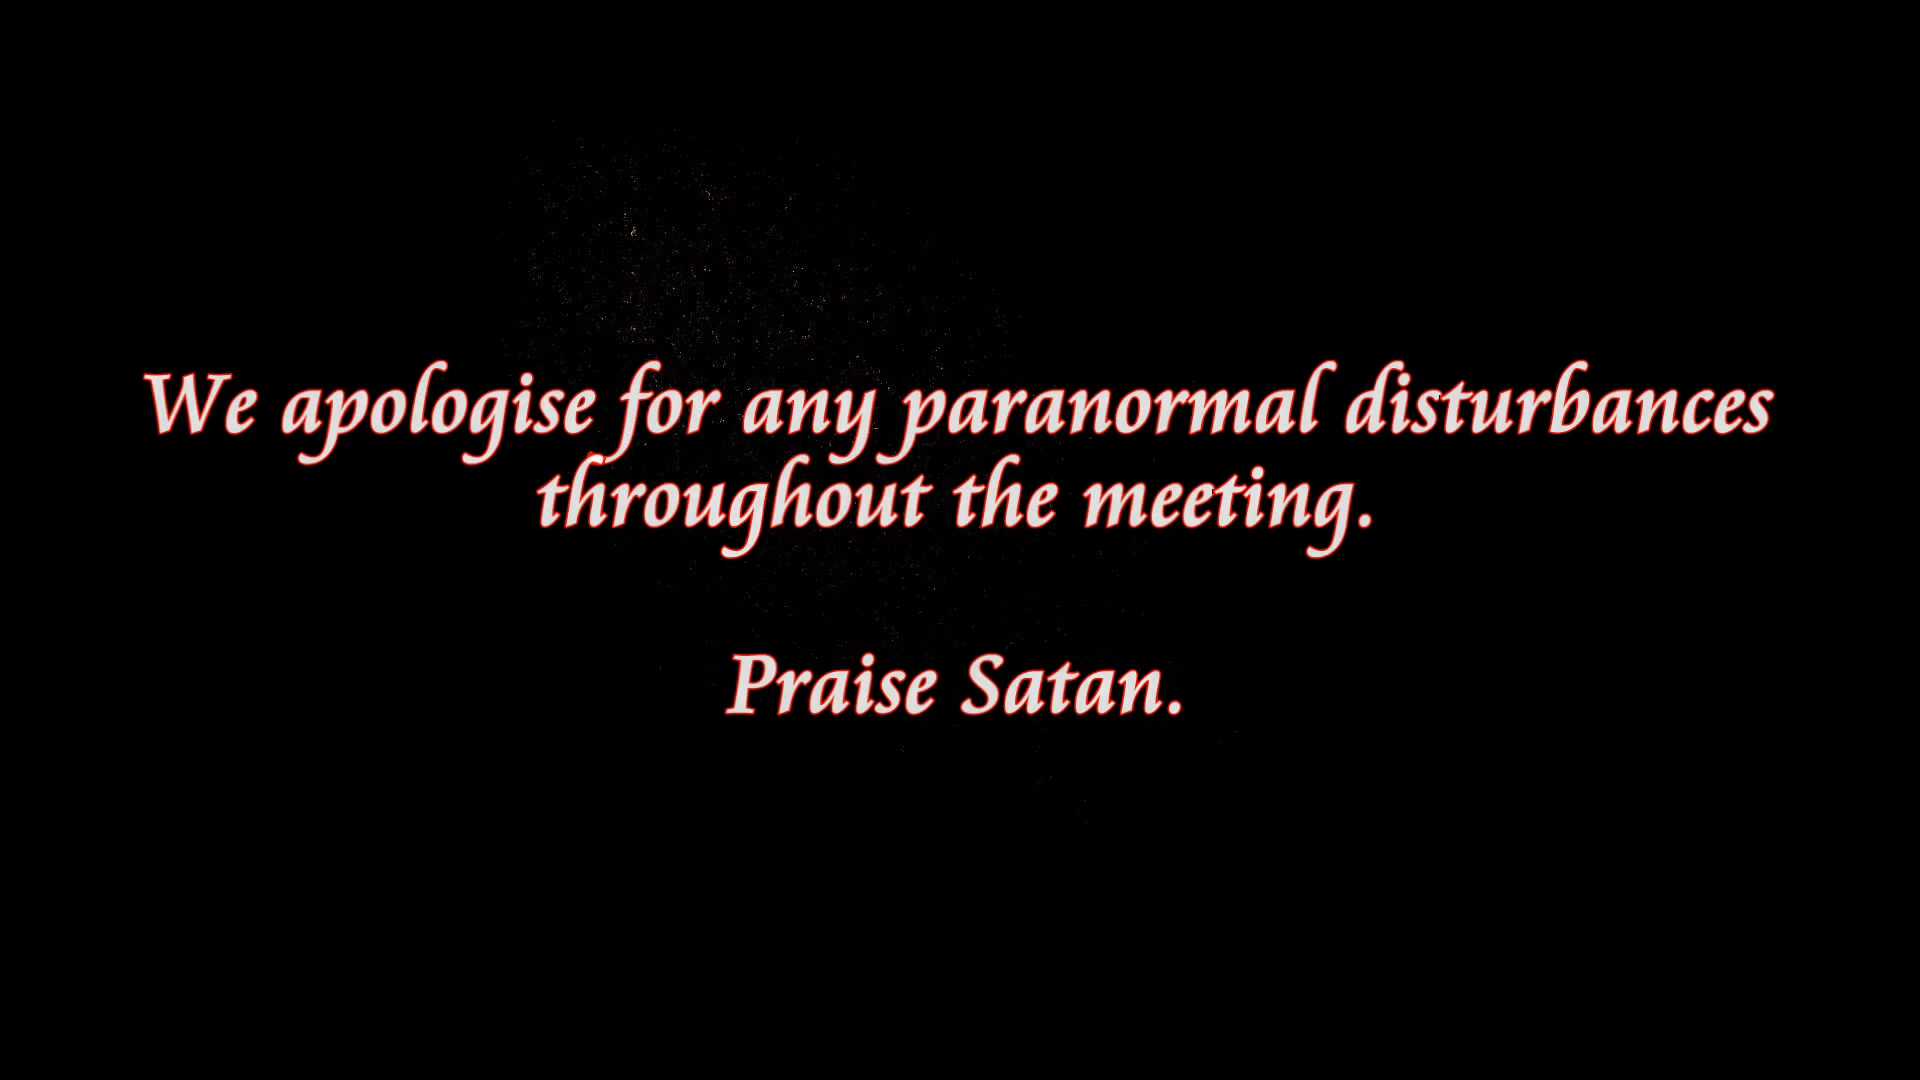 We apologise for any paranormal disturbances
throughout the meeting.
Praise Satan.